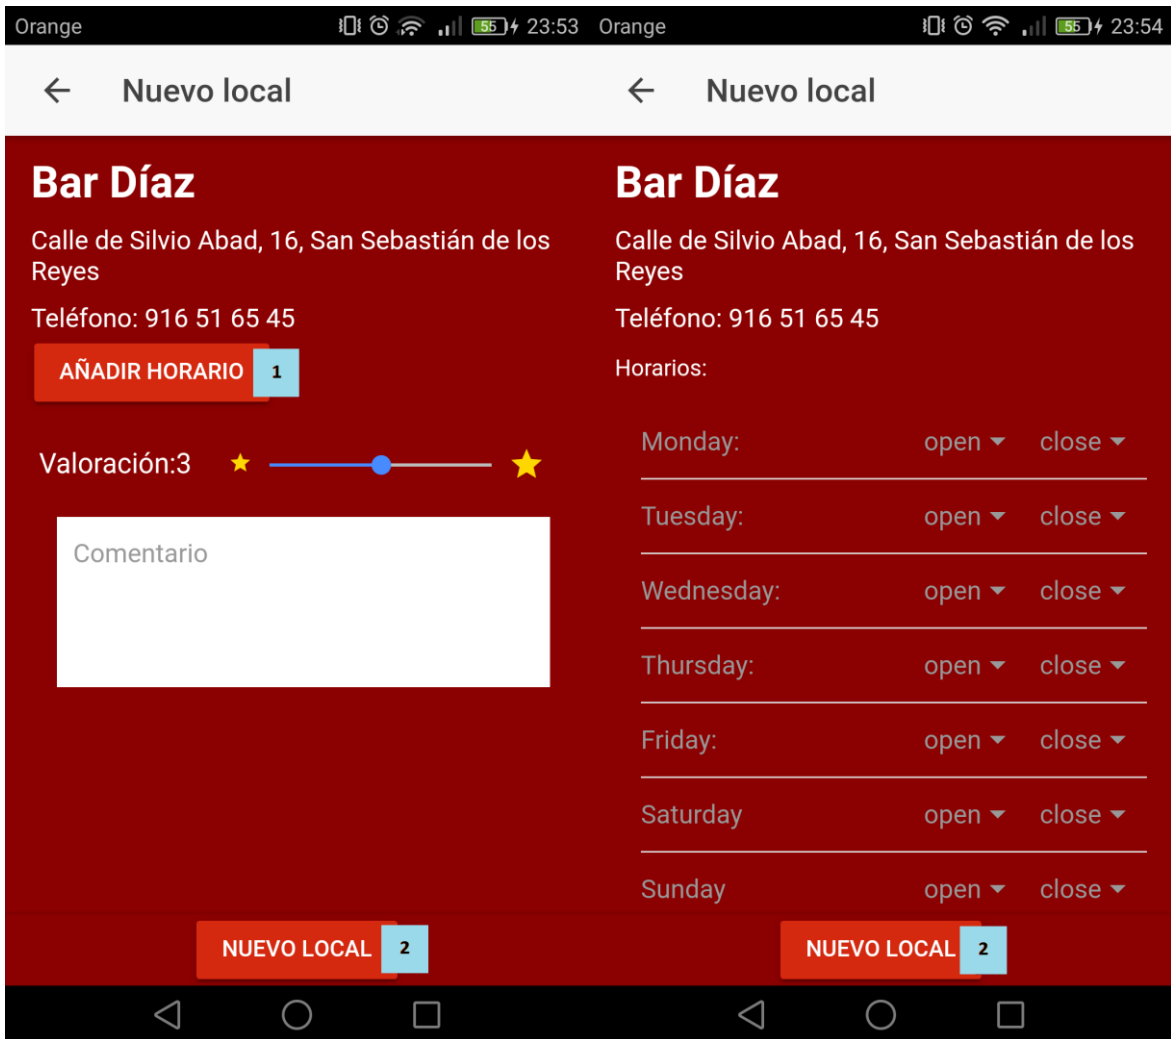 Orange 55 23:53
Nuevo local
Bar Díaz
Calle de Silvio Abad, 16, San Sebastián de los
Reyes
Teléfono: 916 51 65 45
AÑADIR HORARIO 1
Valoración:3
Comentario
NUEVO LOCAL 2
Orange 55 23:54
Nuevo local
Bar Díaz
Calle de Silvio Abad, 16, San Sebastián de los
Reyes
Teléfono: 916 51 65 45
Horarios:
Monday: open close
Tuesday: open close
Wednesday: open close
Thursday: open close
Friday: open close
Saturday open close
Sunday open close
NUEVO LOCAL 2